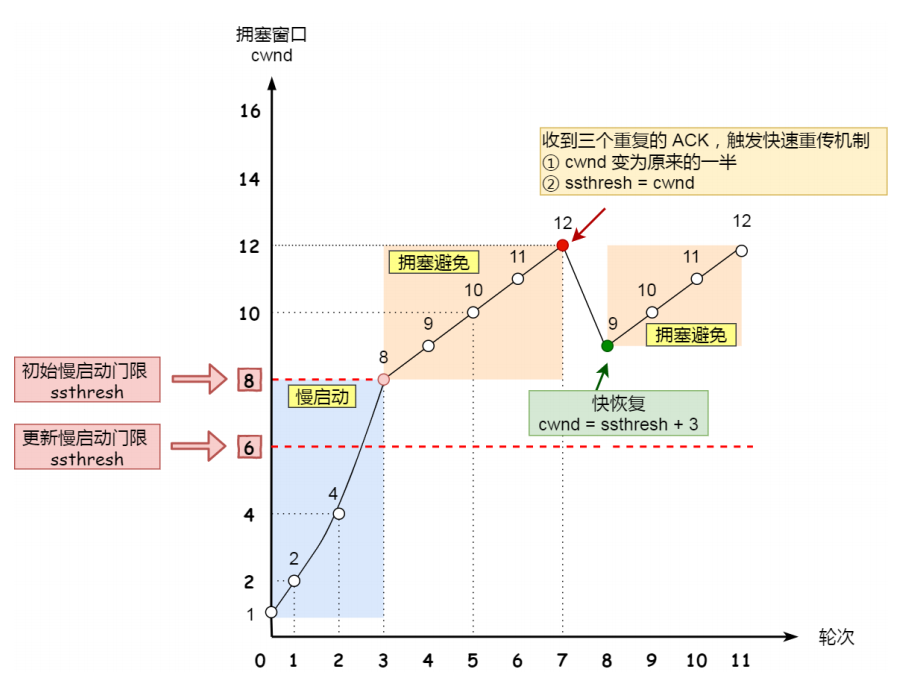 拥塞窗口
cwnd
16
14
12
10
8
6
4
2
1
收到三个重复的 ACK，触发快速重传机制
① cwnd 变为原来的一半
② ssthresh = cwnd
初始慢启动门限
ssthresh
更新慢启动门限
ssthresh
慢启动
拥塞避免
2
4
8
9
10
11
12
9
10
11
12
拥塞避免
快恢复
cwnd = ssthresh + 3
0 1 2 3 4 5 6 7 8 9 10 11
轮次